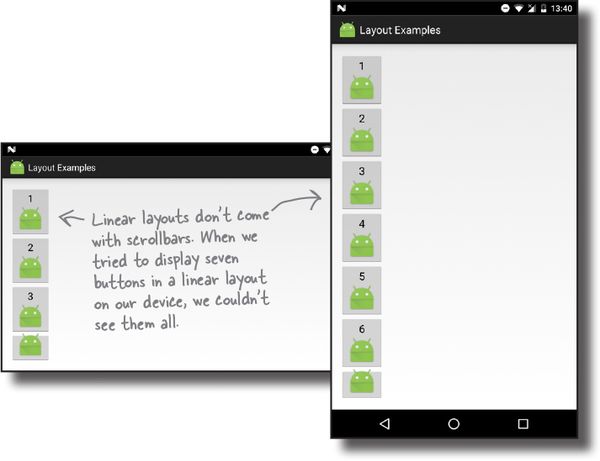 13:40
Layout Examples
1
2
3
4
5
6
Layout Examples
1
2
3
Linear layouts don't come
with scrollbars. When we
tried to display seven
buttons in a linear layout
on our device, we couldn't
see them all.